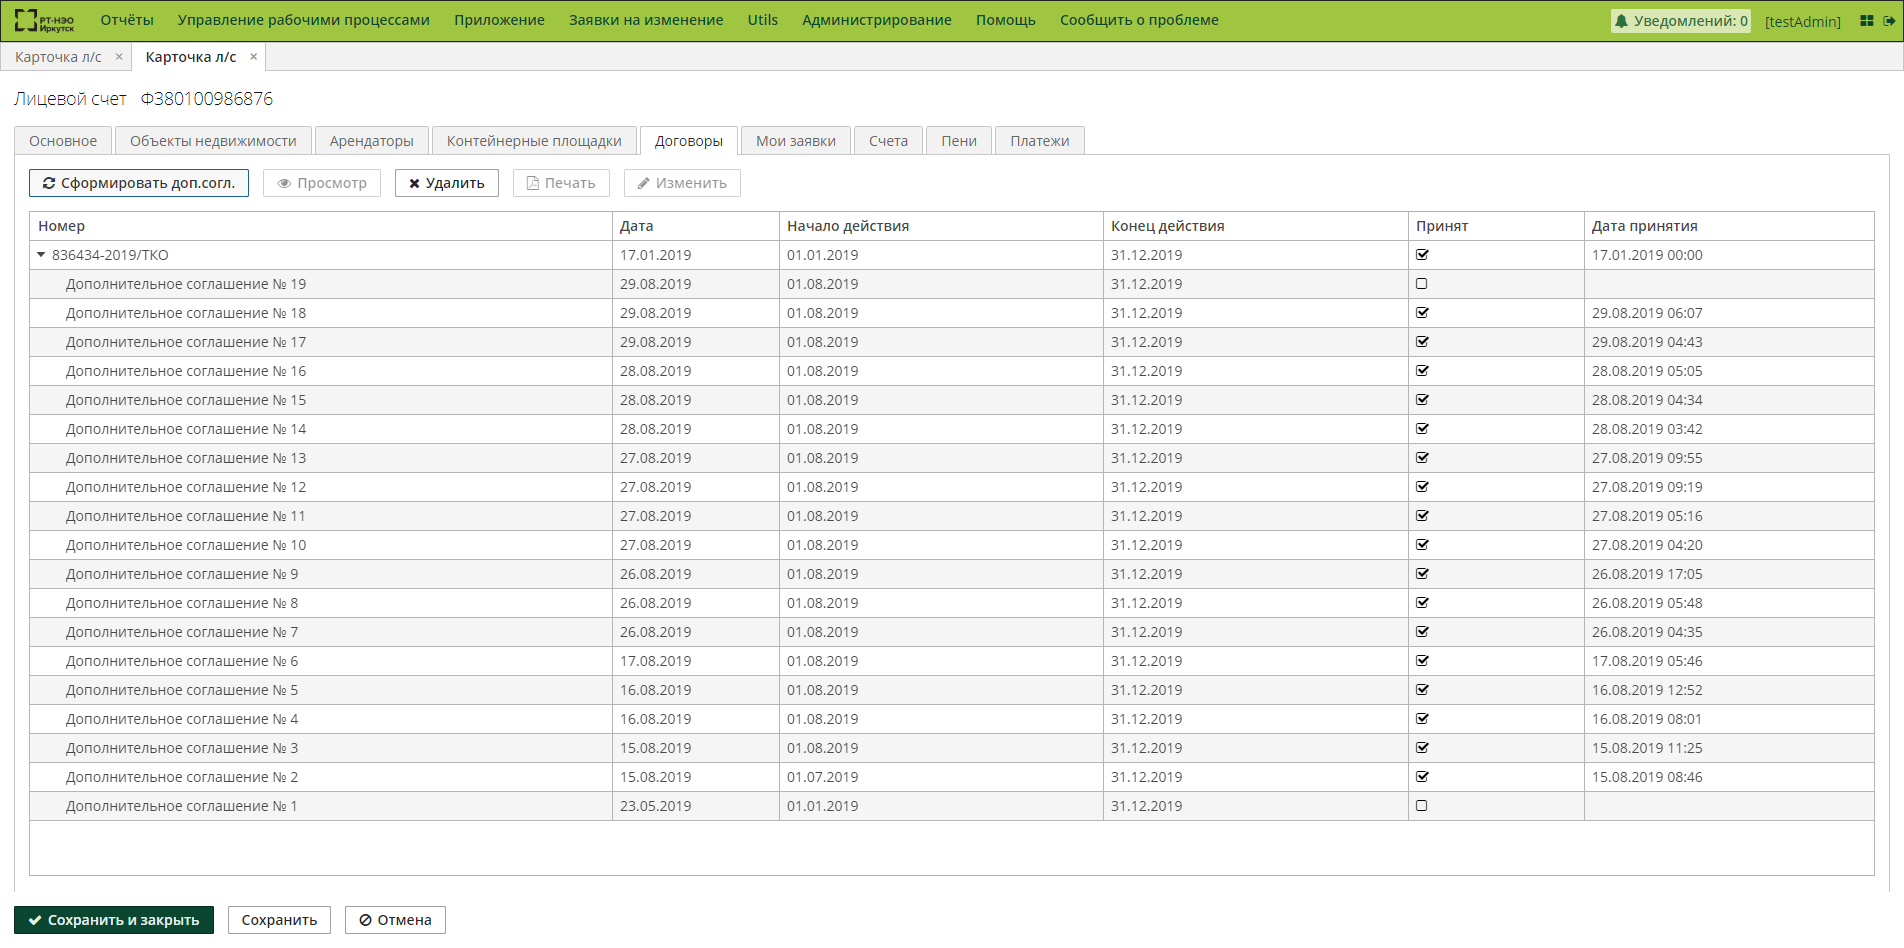 РТ-НЭО Иркутск Отчёты Управление рабочими процессами Приложение Заявки на изменение Utils Администрирование Помощь Сообщить о проблеме Уведомлений: 0 [testAdmin]
Карточка л/с × Карточка л/с ×
Лицевой счет Ф380100986876
Основное Объекты недвижимости Арендаторы Контейнерные площадки Договоры Мои заявки Счета Пени Платежи
Сформировать доп.согл. Просмотр Удалить Печать Изменить
Номер Дата Начало действия Конец действия Принят Дата принятия
836434-2019/ТКО 17.01.2019 01.01.2019 31.12.2019 17.01.2019 00:00
Дополнительное соглашение № 19 29.08.2019 01.08.2019 31.12.2019
Дополнительное соглашение № 18 29.08.2019 01.08.2019 31.12.2019 29.08.2019 06:07
Дополнительное соглашение № 17 29.08.2019 01.08.2019 31.12.2019 29.08.2019 04:43
Дополнительное соглашение № 16 28.08.2019 01.08.2019 31.12.2019 28.08.2019 05:05
Дополнительное соглашение № 15 28.08.2019 01.08.2019 31.12.2019 28.08.2019 04:34
Дополнительное соглашение № 14 28.08.2019 01.08.2019 31.12.2019 28.08.2019 03:42
Дополнительное соглашение № 13 27.08.2019 01.08.2019 31.12.2019 27.08.2019 09:55
Дополнительное соглашение № 12 27.08.2019 01.08.2019 31.12.2019 27.08.2019 09:19
Дополнительное соглашение № 11 27.08.2019 01.08.2019 31.12.2019 27.08.2019 05:16
Дополнительное соглашение № 10 27.08.2019 01.08.2019 31.12.2019 27.08.2019 04:20
Дополнительное соглашение № 9 26.08.2019 01.08.2019 31.12.2019 26.08.2019 17:05
Дополнительное соглашение № 8 26.08.2019 01.08.2019 31.12.2019 26.08.2019 05:48
Дополнительное соглашение № 7 26.08.2019 01.08.2019 31.12.2019 26.08.2019 04:35
Дополнительное соглашение № 6 17.08.2019 01.08.2019 31.12.2019 17.08.2019 05:46
Дополнительное соглашение № 5 16.08.2019 01.08.2019 31.12.2019 16.08.2019 12:52
Дополнительное соглашение № 4 16.08.2019 01.08.2019 31.12.2019 16.08.2019 08:01
Дополнительное соглашение № 3 15.08.2019 01.08.2019 31.12.2019 15.08.2019 11:25
Дополнительное соглашение № 2 15.08.2019 01.07.2019 31.12.2019 15.08.2019 08:46
Дополнительное соглашение № 1 23.05.2019 01.01.2019 31.12.2019
Сохранить и закрыть Сохранить Отмена